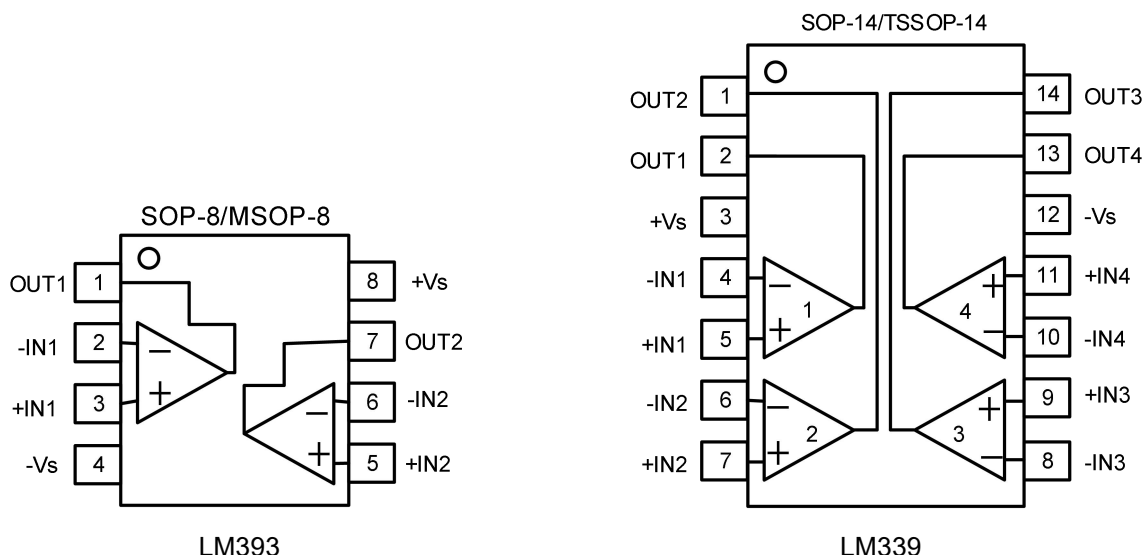 SOP-8/MSOP-8
OUT1 1
-IN1 2
+IN1 3
-Vs 4
8 +Vs
7 OUT2
6 -IN2
5 +IN2
− +
− +
LM393
SOP-14/TSSOP-14
OUT2 1
OUT1 2
+Vs 3
-IN1 4
+IN1 5
-IN2 6
+IN2 7
14 OUT3
13 OUT4
12 -Vs
11 +IN4
10 -IN4
9 +IN3
8 -IN3
− 1 +
+ 4 −
− 2 +
+ 3 −
LM339